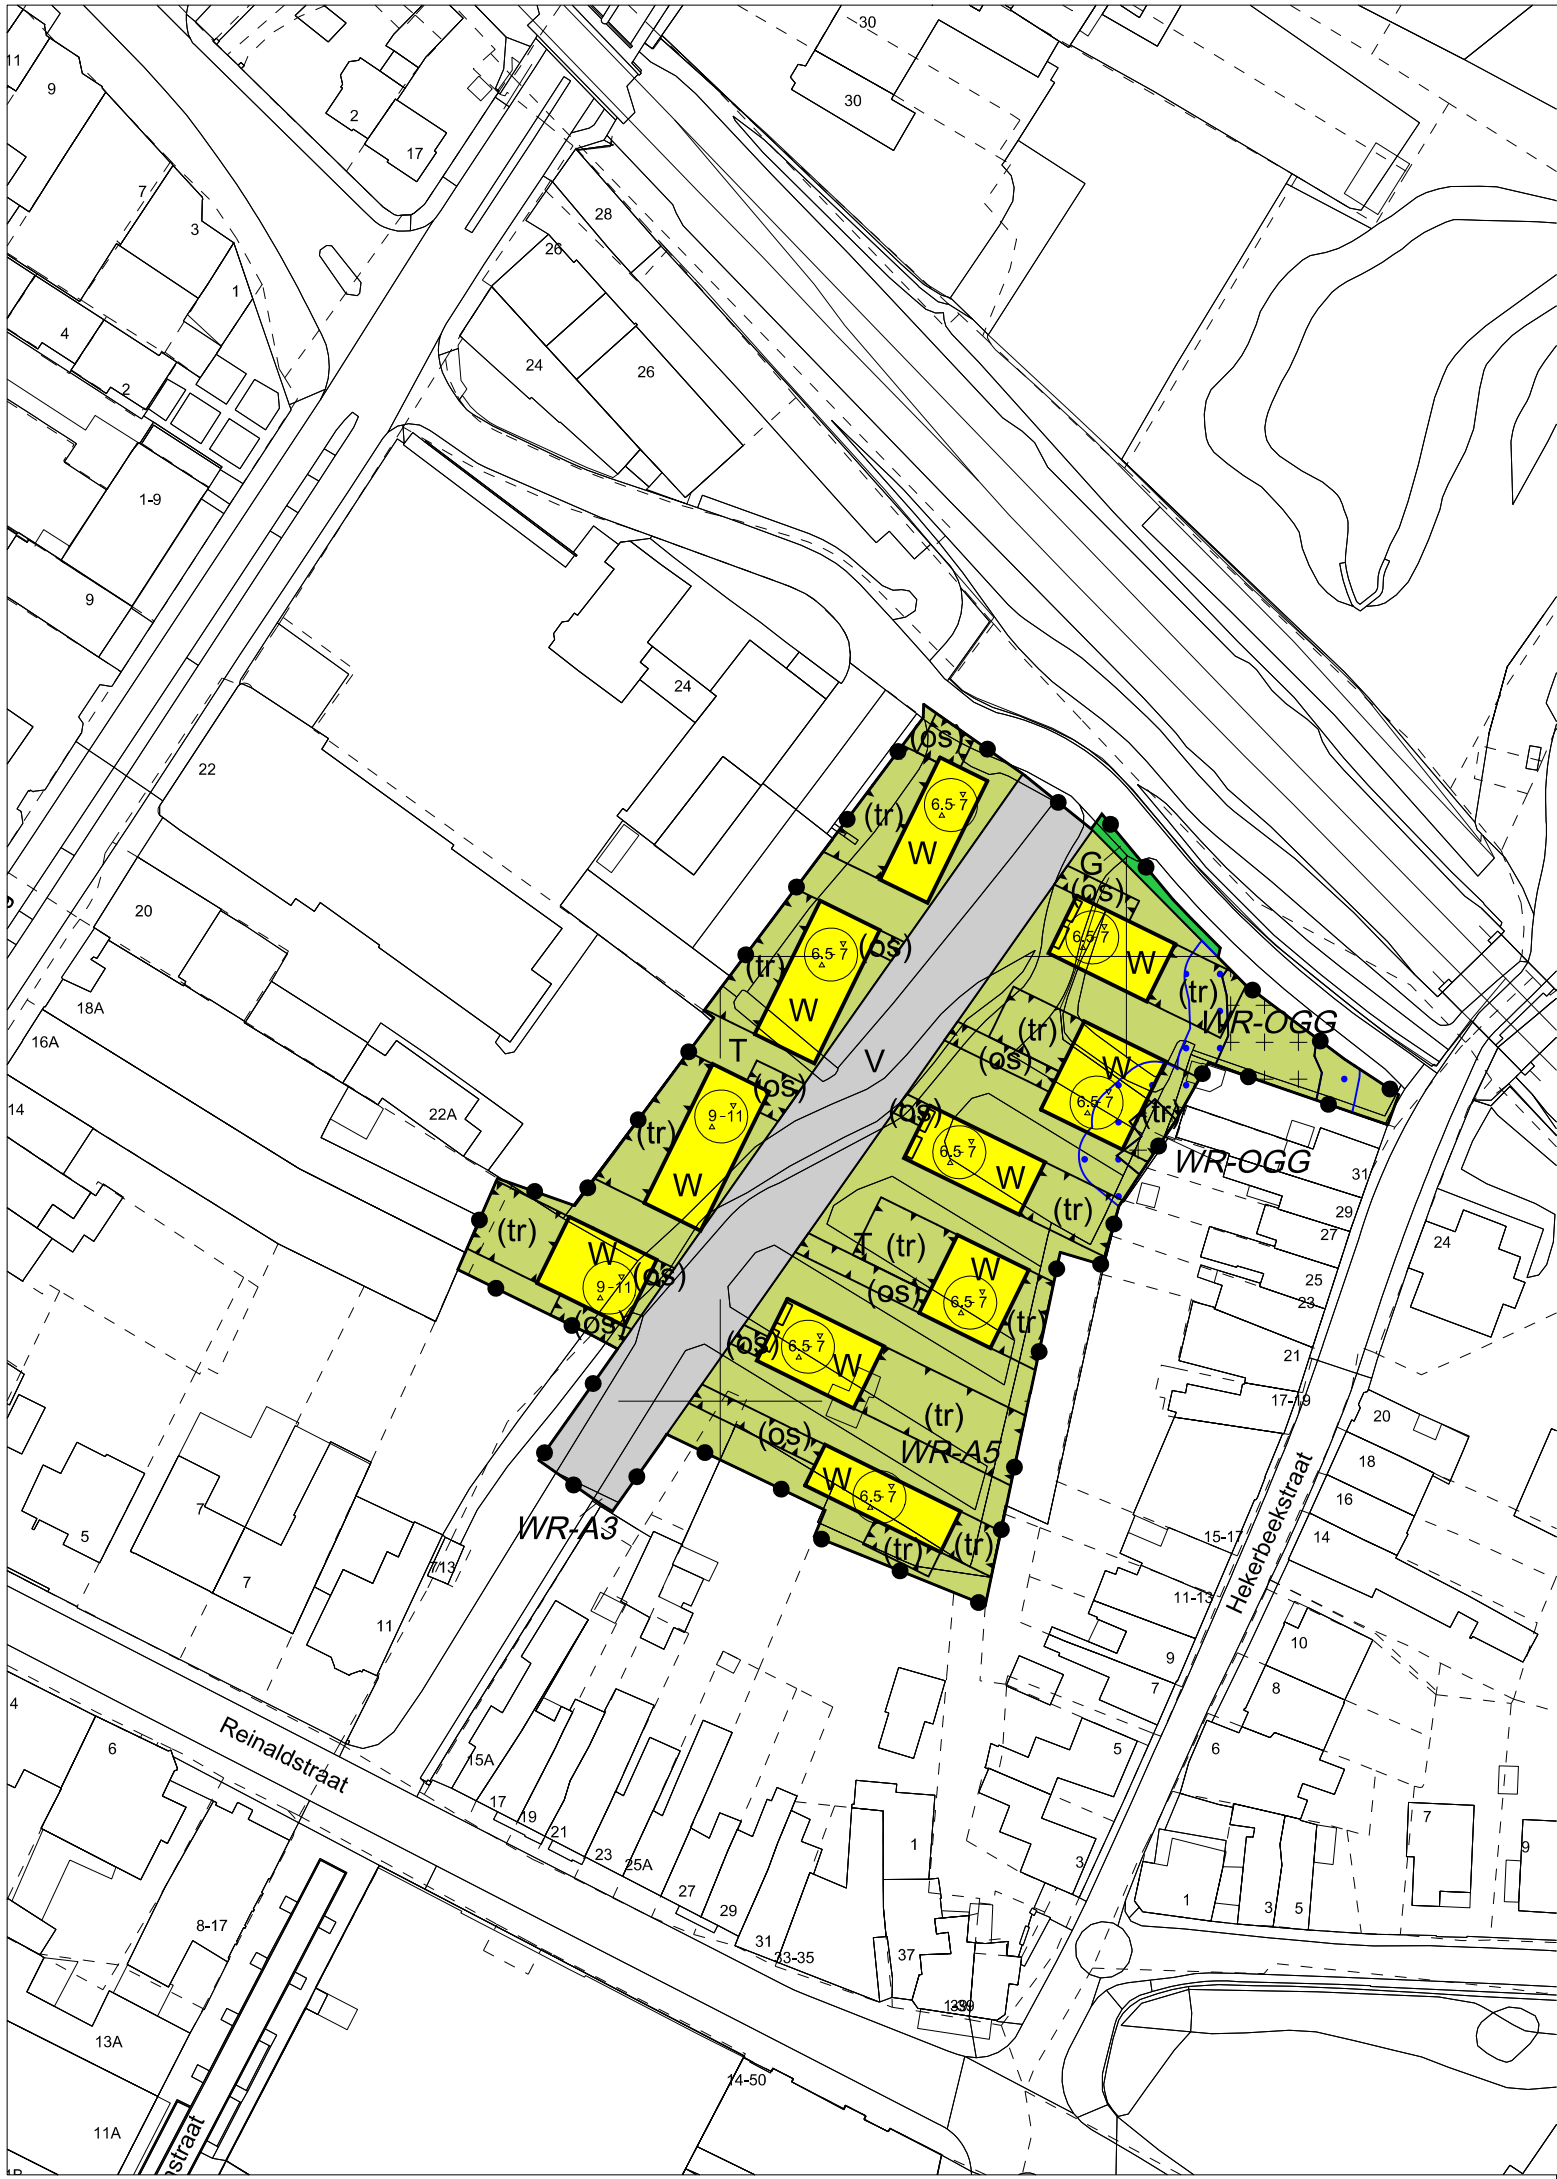 30
11
9
2
30
17
7
28
3
26
1
4
24
26
2
1-9
9
24
22
(os)
6.5-7
(tr)
W
G
(os)
20
6.5-7
(os)
6.5-7
W
(tr)
(tr)
18A
W
WR-OGG
(tr)
16A
T
V
(os)
W
(os)
6.5-7
14
22A
9-11
(os)
(tr)
(tr)
6.5-7
WR-OGG
31
W
W
(tr)
29
(tr)
27
24
T
(tr)
W
(os)
W
25
9-11
(os)
6.5-7
23
(os)
(tr)
6.5-7
(os)
W
21
17-19
(tr)
20
(os)
WR-A5
18
W
6.5-7
16
7
WR-A3
14
5
15-17
(tr)
(tr)
7/13
7
11-13
Hekerbeekstraat
11
10
9
7
8
4
Reinaldstraat
6
5
6
15A
17
19
21
7
23
1
9
25A
3
27
1
3
5
29
8-17
31
33-35
37
13A
14-50
11A
straat